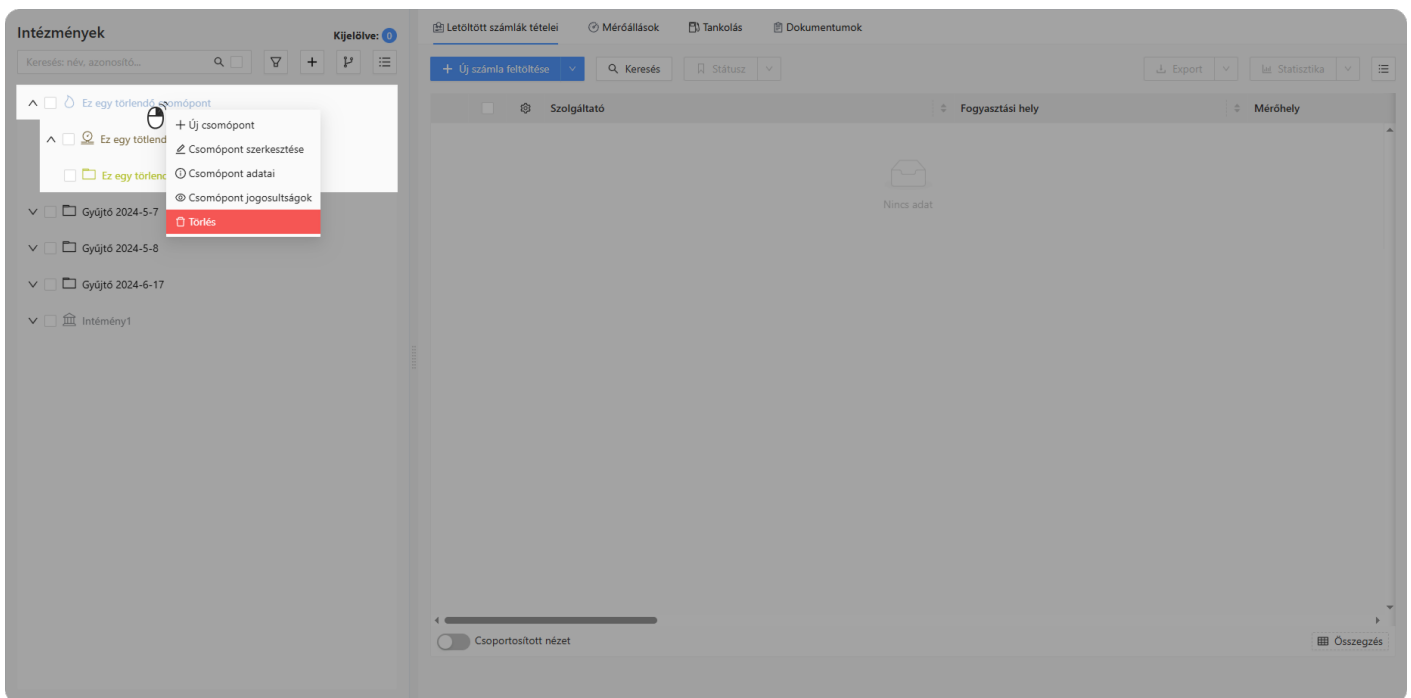 Intézmények
Kijelölve: 0
Keresés: név, azonosító...
Ez egy törlendő csomópont
Új csomópont
Ez egy tötlend
Csomópont szerkesztése
Ez egy törlend
Csomópont adatai
Csomópont jogosultságok
Gyűjtő 2024-5-7
Törlés
Gyűjtő 2024-5-8
Gyűjtő 2024-6-17
Intémény1
Letöltött számlák tételei
Mérőállások
Tankolás
Dokumentumok
Új számla feltöltése
Keresés
Státusz
Export
Statisztika
Szolgáltató
Fogyasztási hely
Mérőhely
Nincs adat
Csoportosított nézet
Összegzés